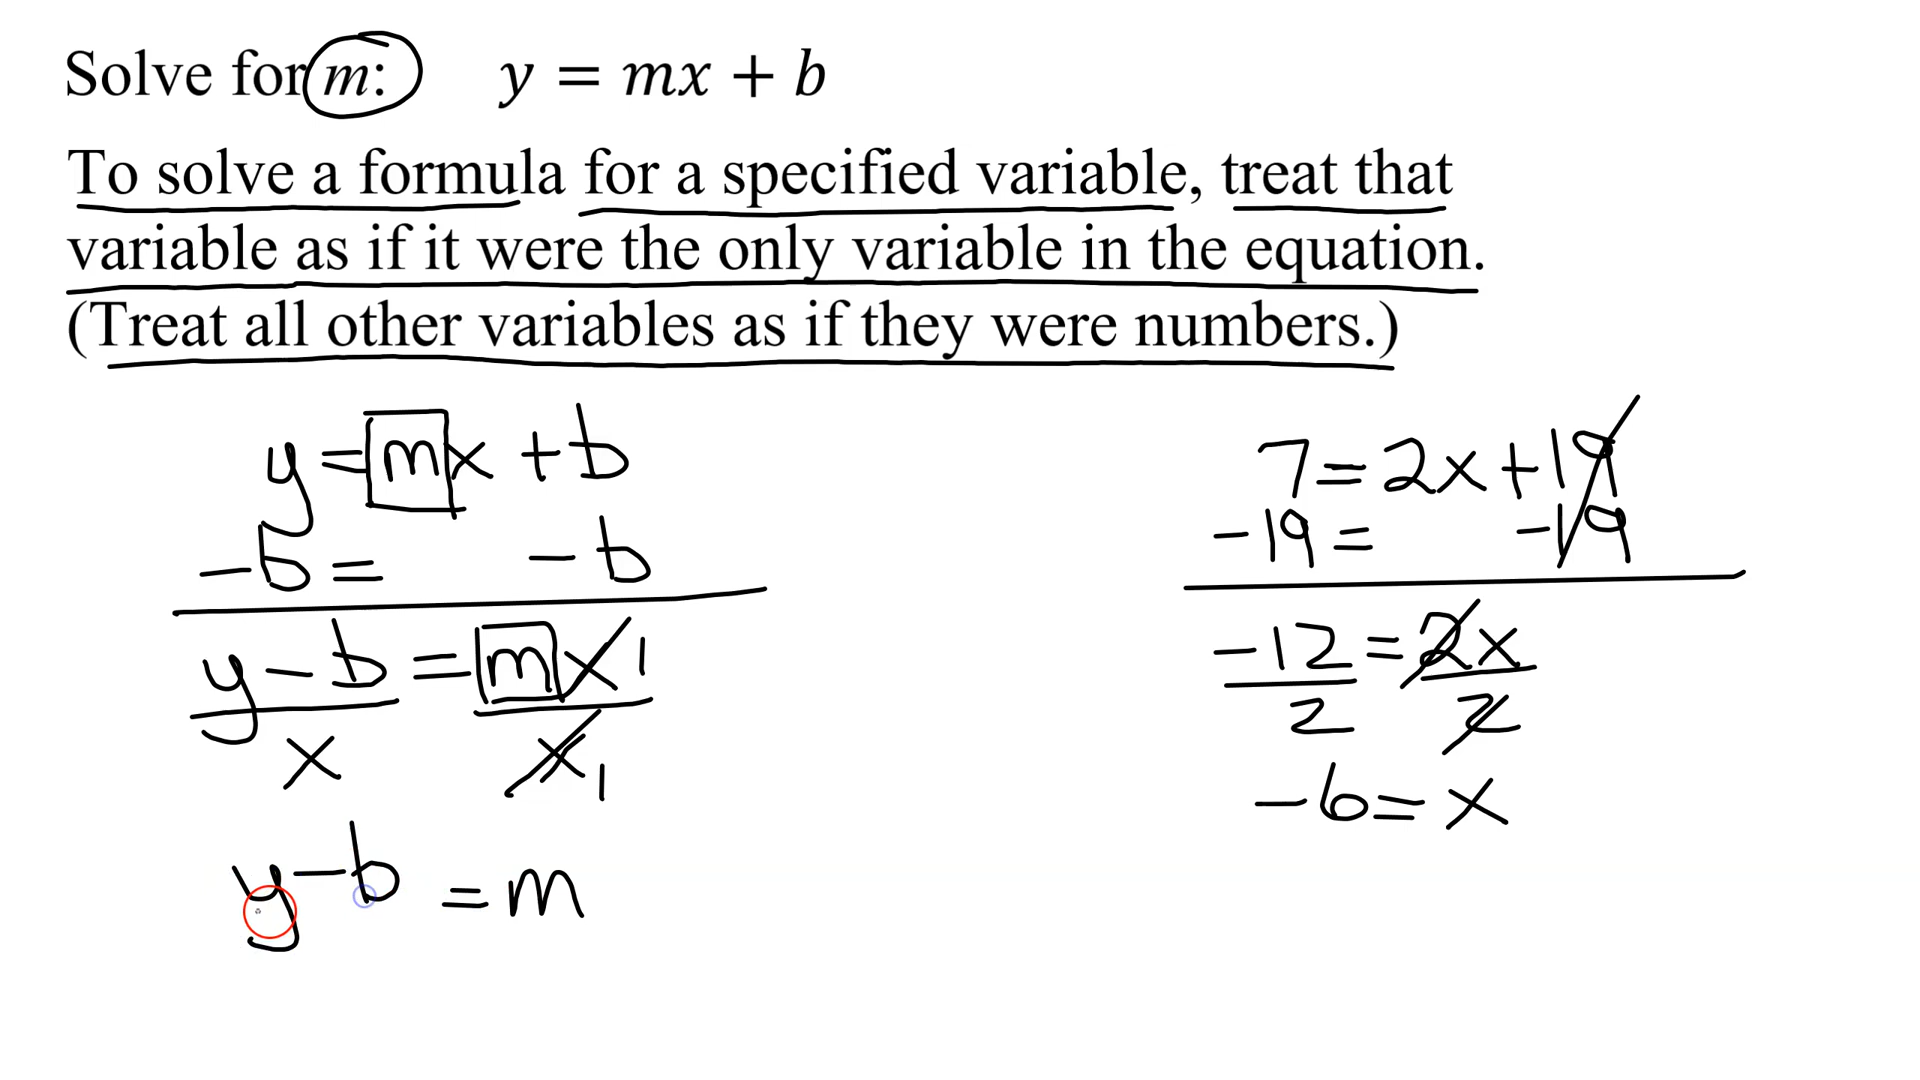 Solve for m: y = mx + b
To solve a formula for a specified variable, treat that
variable as if it were the only variable in the equation.
(Treat all other variables as if they were numbers.)
y = mx + b
-b = -b
y - b = mx 1
x x 1
y - b = m
7 = 2x + 19
-19 = -19
-12 = 2x
2 2
-6 = x